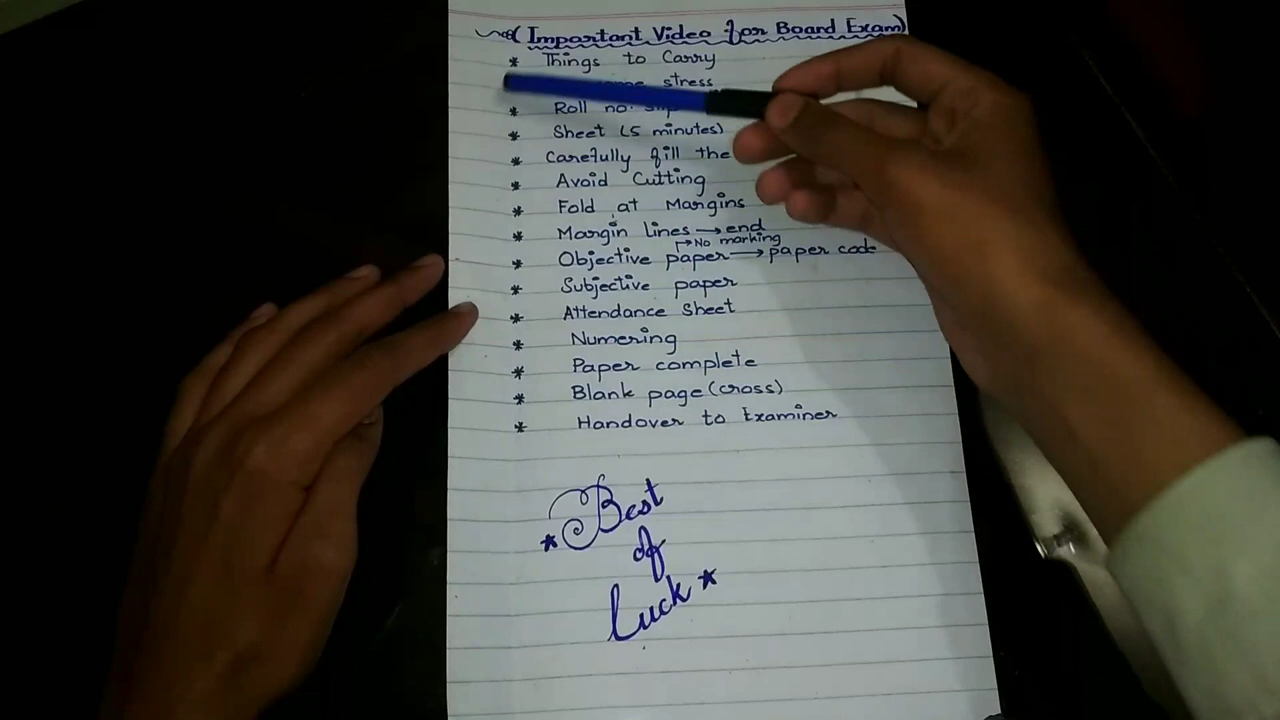 (Important Video for Board Exam)
* Things to Carry
stress
* Roll no. slip
* Sheet (5 minutes)
* Carefully fill the
* Avoid Cutting
* Fold at Margins
* Margin lines → end
→ No marking
* Objective paper → paper code
* Subjective paper
* Attendance Sheet
* Numering
* Paper complete
* Blank page (cross)
* Handover to Examiner
* Best
of
Luck *